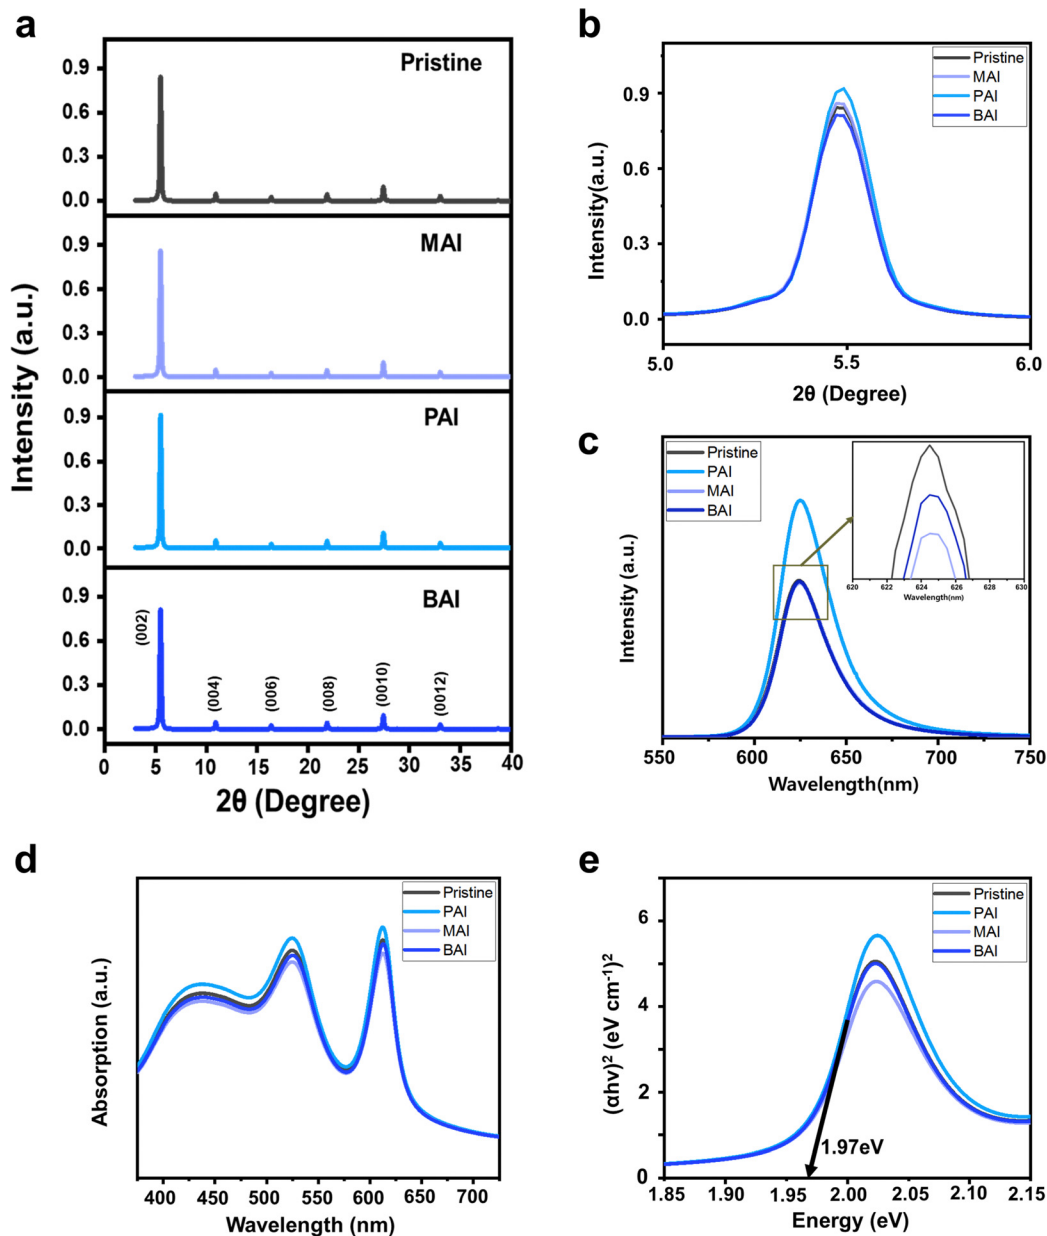 a
Pristine
0.9
0.6
0.3
0.0
MAI
0.9
0.6
0.3
0.0
PAI
0.9
0.6
0.3
0.0
BAI
0.9
0.6
0.3
0.0
(002)
(004)
(006)
(008)
(0010)
(0012)
0 5 10 15 20 25 30 35 40
2θ (Degree)
Intensity (a.u.)
b
Pristine
MAI
PAI
BAI
0.9
0.6
0.3
0.0
Intensity(a.u.)
5.0 5.5 6.0
2θ (Degree)
c
Pristine
PAI
MAI
BAI
620 622 624 626 628 630
Wavelength(nm)
Intensity (a.u.)
550 600 650 700 750
Wavelength(nm)
d
Pristine
PAI
MAI
BAI
Absorption (a.u.)
400 450 500 550 600 650 700
Wavelength (nm)
e
Pristine
PAI
MAI
BAI
6
4
2
0
(αhν)² (eV cm⁻¹)²
1.97eV
1.85 1.90 1.95 2.00 2.05 2.10 2.15
Energy (eV)